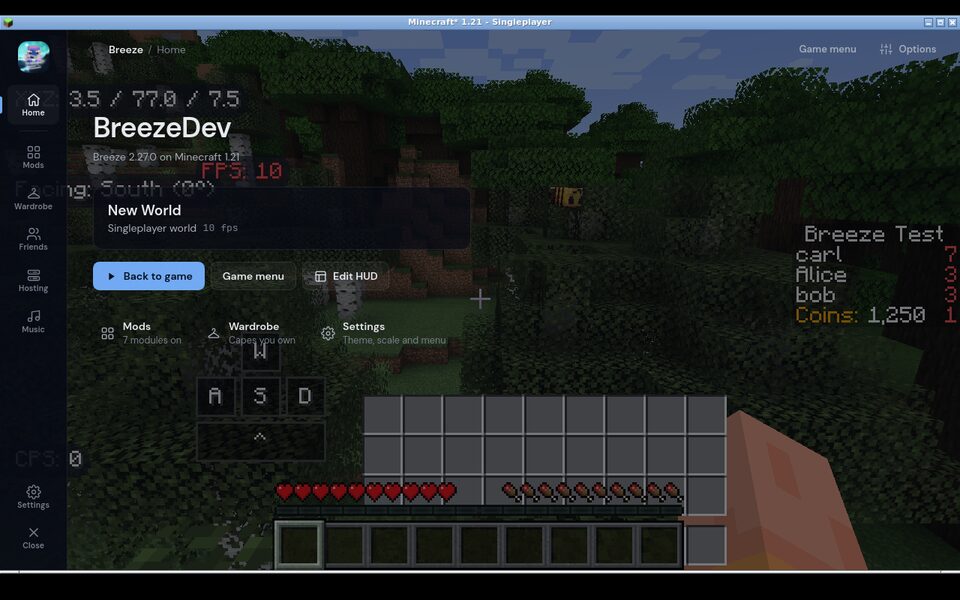 Minecraft* 1.21 - Singleplayer
Breeze / Home
Game menu
Options
3.5 / 77.0 / 7.5
Home
BreezeDev
Breeze 2.27.0 on Minecraft 1.21
FPS: 10
Mods
Facing: South (0°)
Wardrobe
New World
Singleplayer world 10 fps
Friends
Breeze Test
carl 7
Alice 3
bob 3
Coins: 1,250 1
Hosting
Back to game
Game menu
Edit HUD
Music
Mods
7 modules on
Wardrobe
Capes you own
Settings
Theme, scale and menu
W
A S D
^
CPS: 0
Settings
Close